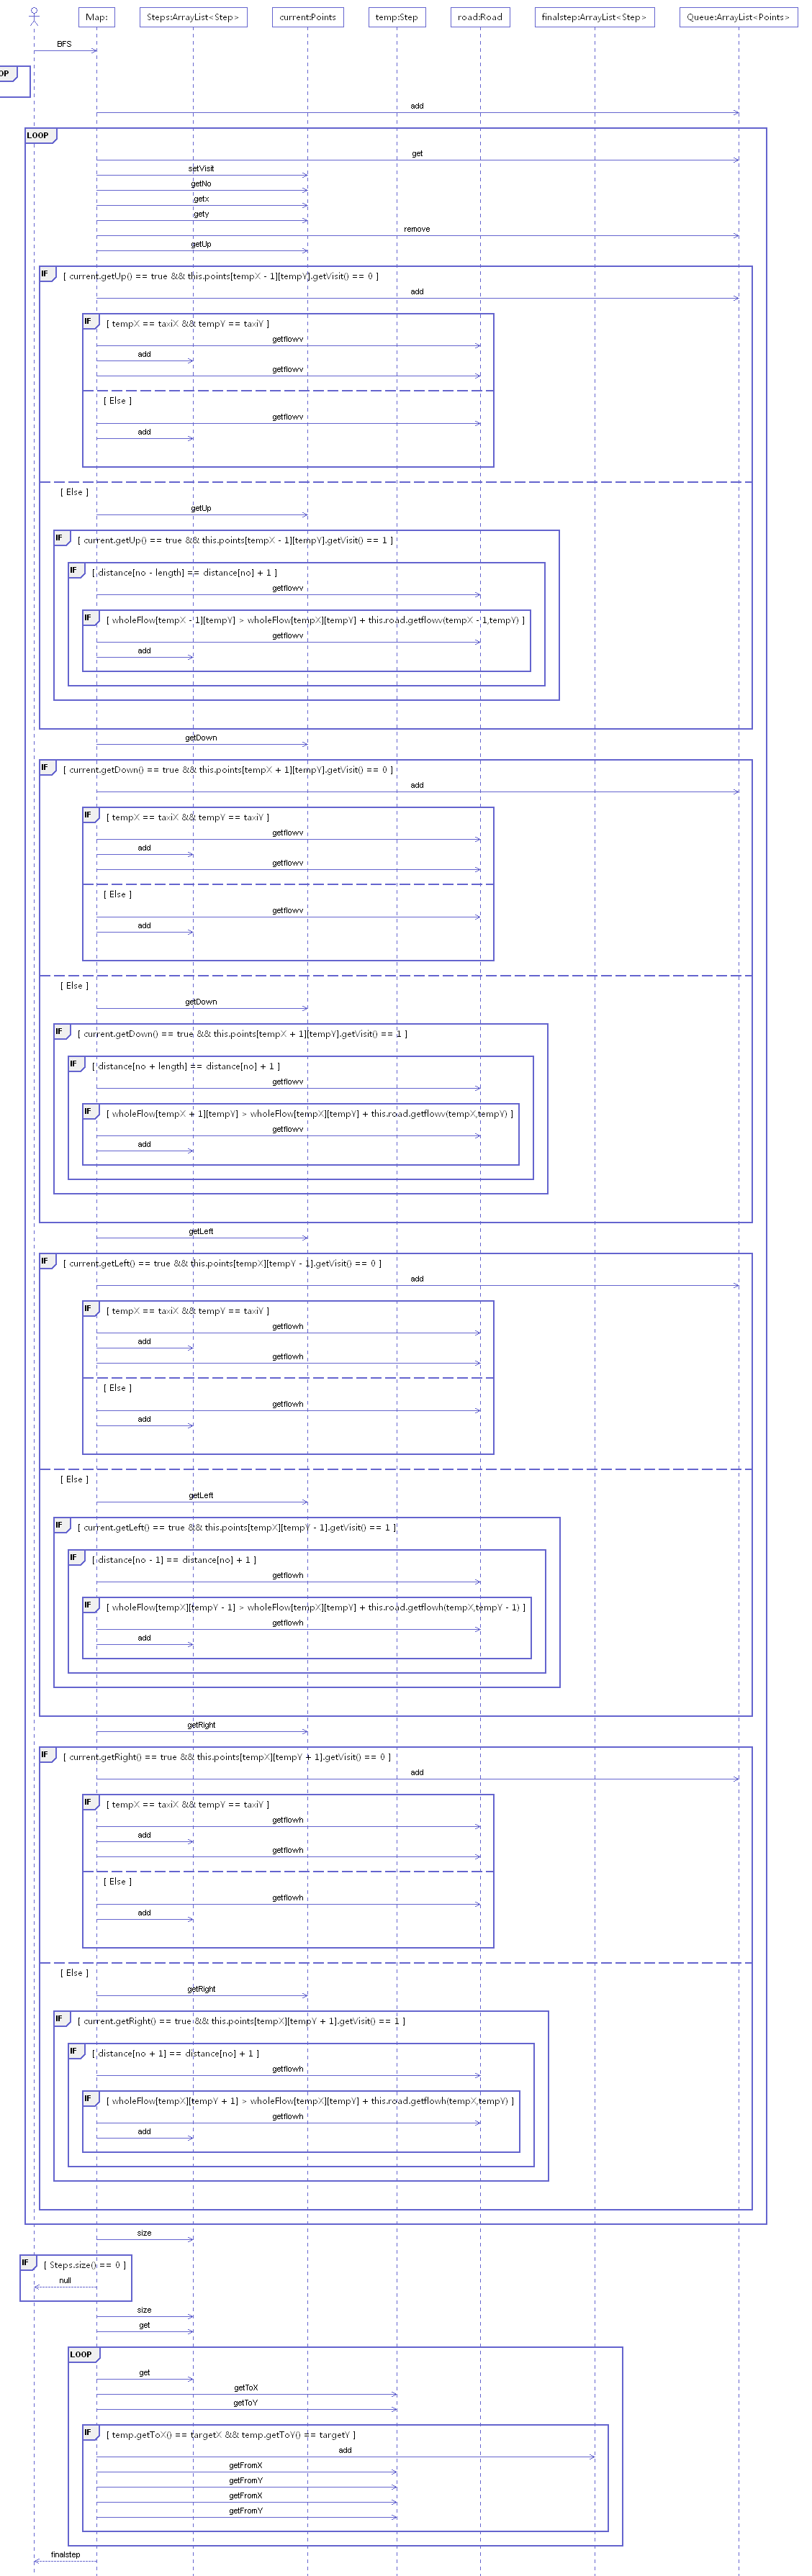 Map: Steps:ArrayList<Step> current:Points temp:Step road:Road finalstep:ArrayList<Step> Queue:ArrayList<Points>
BFS
OP
add
LOOP
get
setVisit
getNo
getx
gety
remove
getUp
IF [ current.getUp() == true && this.points[tempX - 1][tempY].getVisit() == 0 ]
add
IF [ tempX == taxiX && tempY == taxiY ]
getflowv
add
getflowv
[ Else ]
getflowv
add
[ Else ]
getUp
IF [ current.getUp() == true && this.points[tempX - 1][tempY].getVisit() == 1 ]
IF [ distance[no - length] == distance[no] + 1 ]
getflowv
IF [ wholeFlow[tempX - 1][tempY] > wholeFlow[tempX][tempY] + this.road.getflowv(tempX - 1,tempY) ]
getflowv
add
getDown
IF [ current.getDown() == true && this.points[tempX + 1][tempY].getVisit() == 0 ]
add
IF [ tempX == taxiX && tempY == taxiY ]
getflowv
add
getflowv
[ Else ]
getflowv
add
[ Else ]
getDown
IF [ current.getDown() == true && this.points[tempX + 1][tempY].getVisit() == 1 ]
IF [ distance[no + length] == distance[no] + 1 ]
getflowv
IF [ wholeFlow[tempX + 1][tempY] > wholeFlow[tempX][tempY] + this.road.getflowv(tempX,tempY) ]
getflowv
add
getLeft
IF [ current.getLeft() == true && this.points[tempX][tempY - 1].getVisit() == 0 ]
add
IF [ tempX == taxiX && tempY == taxiY ]
getflowh
add
getflowh
[ Else ]
getflowh
add
[ Else ]
getLeft
IF [ current.getLeft() == true && this.points[tempX][tempY - 1].getVisit() == 1 ]
IF [ distance[no - 1] == distance[no] + 1 ]
getflowh
IF [ wholeFlow[tempX][tempY - 1] > wholeFlow[tempX][tempY] + this.road.getflowh(tempX,tempY - 1) ]
getflowh
add
getRight
IF [ current.getRight() == true && this.points[tempX][tempY + 1].getVisit() == 0 ]
add
IF [ tempX == taxiX && tempY == taxiY ]
getflowh
add
getflowh
[ Else ]
getflowh
add
[ Else ]
getRight
IF [ current.getRight() == true && this.points[tempX][tempY + 1].getVisit() == 1 ]
IF [ distance[no + 1] == distance[no] + 1 ]
getflowh
IF [ wholeFlow[tempX][tempY + 1] > wholeFlow[tempX][tempY] + this.road.getflowh(tempX,tempY) ]
getflowh
add
size
IF [ Steps.size() == 0 ]
null
size
get
LOOP
get
getToX
getToY
IF [ temp.getToX() == targetX && temp.getToY() == targetY ]
add
getFromX
getFromY
getFromX
getFromY
finalstep